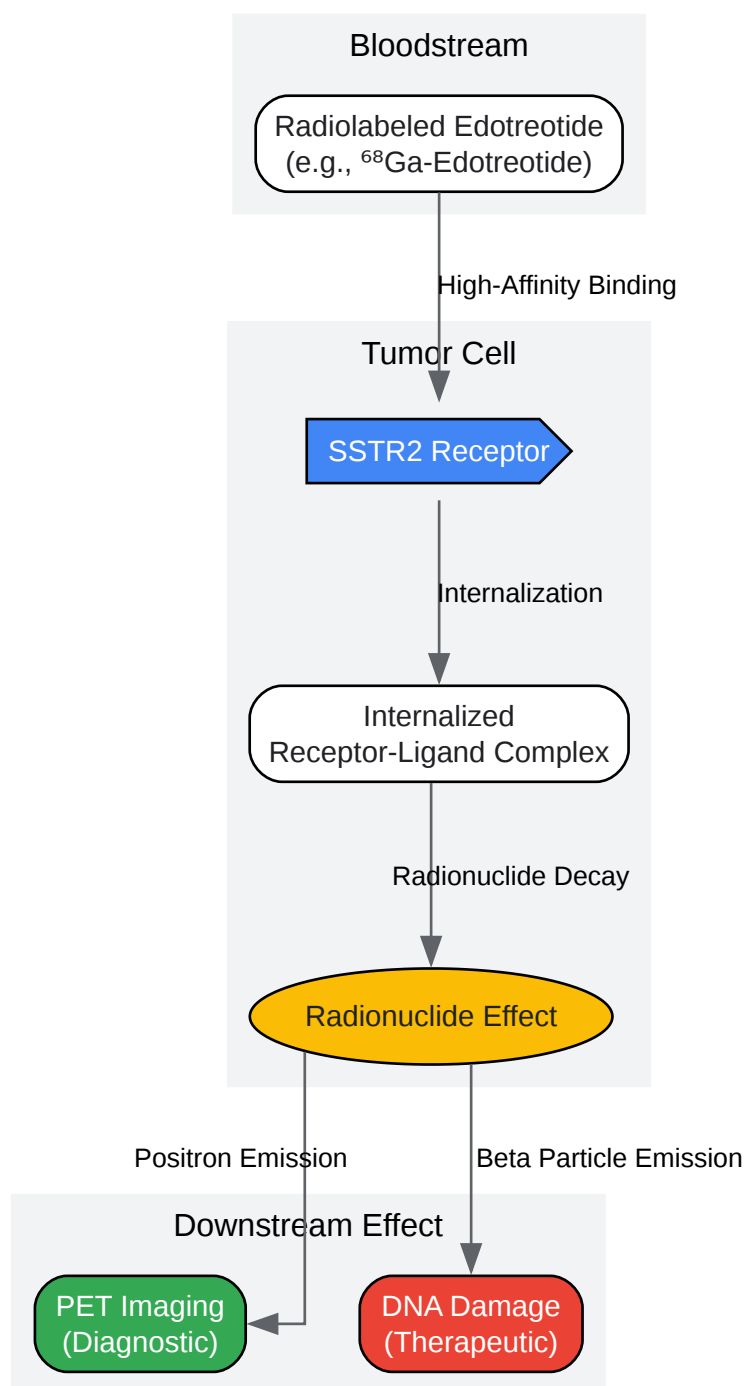 Bloodstream
Radiolabeled Edotreotide
(e.g., ⁶⁸Ga-Edotreotide)
High-Affinity Binding
Tumor Cell
SSTR2 Receptor
Internalization
Internalized
Receptor-Ligand Complex
Radionuclide Decay
Radionuclide Effect
Positron Emission
Beta Particle Emission
Downstream Effect
PET Imaging
(Diagnostic)
DNA Damage
(Therapeutic)